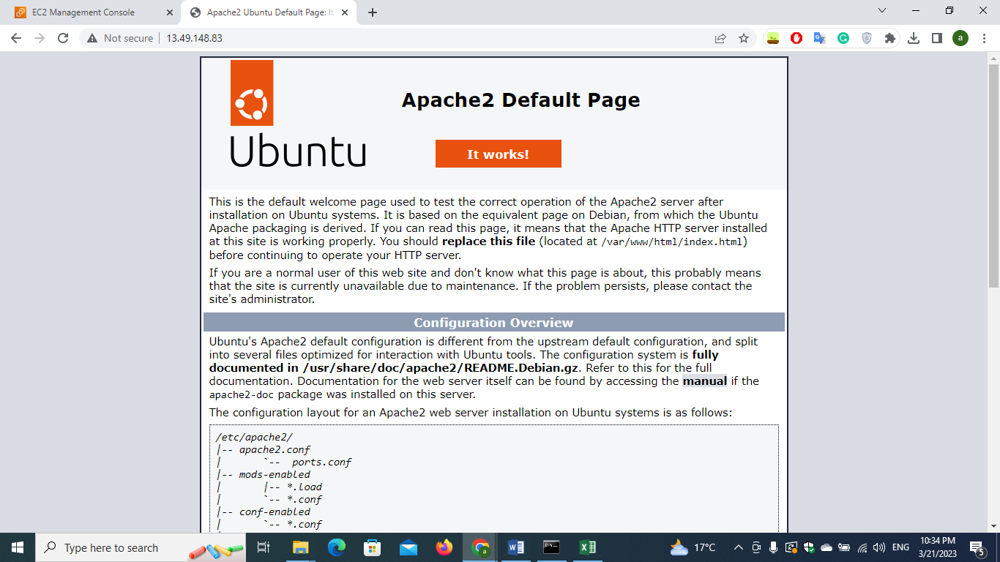 EC2 Management Console
Apache2 Ubuntu Default Page: It
Not secure
13.49.148.83
a
Apache2 Default Page
Ubuntu
It works!
This is the default welcome page used to test the correct operation of the Apache2 server after
installation on Ubuntu systems. It is based on the equivalent page on Debian, from which the Ubuntu
Apache packaging is derived. If you can read this page, it means that the Apache HTTP server installed
at this site is working properly. You should replace this file (located at /var/www/html/index.html)
before continuing to operate your HTTP server.
If you are a normal user of this web site and don't know what this page is about, this probably means
that the site is currently unavailable due to maintenance. If the problem persists, please contact the
site's administrator.
Configuration Overview
Ubuntu's Apache2 default configuration is different from the upstream default configuration, and split
into several files optimized for interaction with Ubuntu tools. The configuration system is fully
documented in /usr/share/doc/apache2/README.Debian.gz. Refer to this for the full
documentation. Documentation for the web server itself can be found by accessing the manual if the
apache2-doc package was installed on this server.
The configuration layout for an Apache2 web server installation on Ubuntu systems is as follows:
/etc/apache2/
|-- apache2.conf
|       `--  ports.conf
|-- mods-enabled
|       |-- *.load
|       `-- *.conf
|-- conf-enabled
|       `-- *.conf
Type here to search
17°C
ENG
10:34 PM
3/21/2023
5